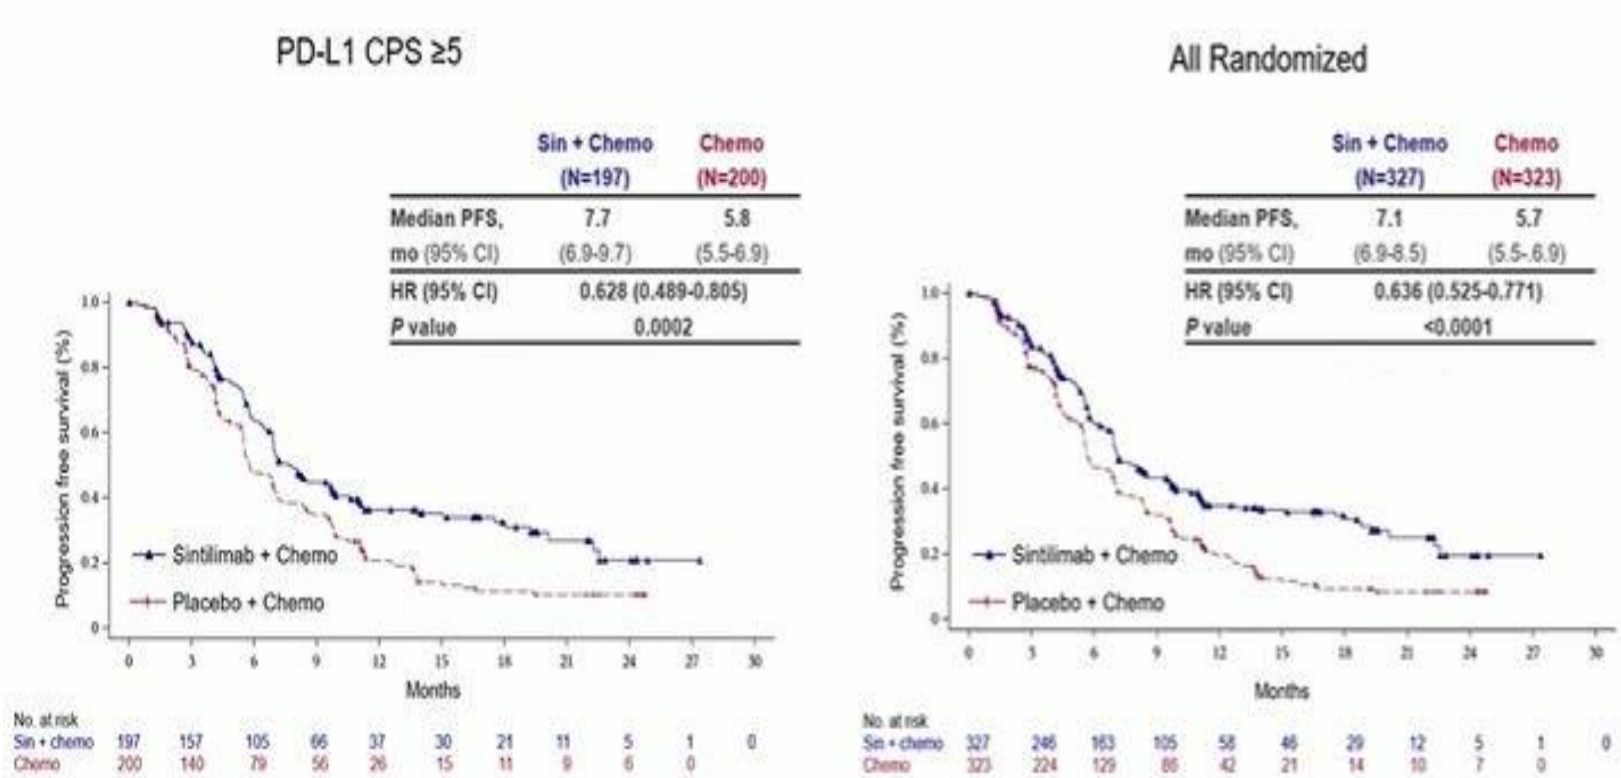 PD-L1 CPS ≥5
Sin + Chemo Chemo
(N=197) (N=200)
Median PFS, 7.7 5.8
mo (95% CI) (6.9-9.7) (5.5-6.9)
HR (95% CI) 0.628 (0.489-0.805)
P value 0.0002
Progression free survival (%)
1.0
0.8
0.6
0.4
0.2
0
Sintilimab + Chemo
Placebo + Chemo
0 3 6 9 12 15 18 21 24 27 30
Months
No. at risk
Sin + chemo 197 157 105 66 37 30 21 11 5 1 0
Chemo 200 140 79 56 26 15 11 9 6 0
All Randomized
Sin + Chemo Chemo
(N=327) (N=323)
Median PFS, 7.1 5.7
mo (95% CI) (6.9-8.5) (5.5-.6.9)
HR (95% CI) 0.636 (0.525-0.771)
P value <0.0001
Progression free survival (%)
1.0
0.8
0.6
0.4
0.2
0
Sintilimab + Chemo
Placebo + Chemo
0 3 6 9 12 15 18 21 24 27 30
Months
No. at risk
Sin + chemo 327 246 163 105 58 46 29 12 5 1 0
Chemo 323 224 129 86 42 21 14 10 7 0